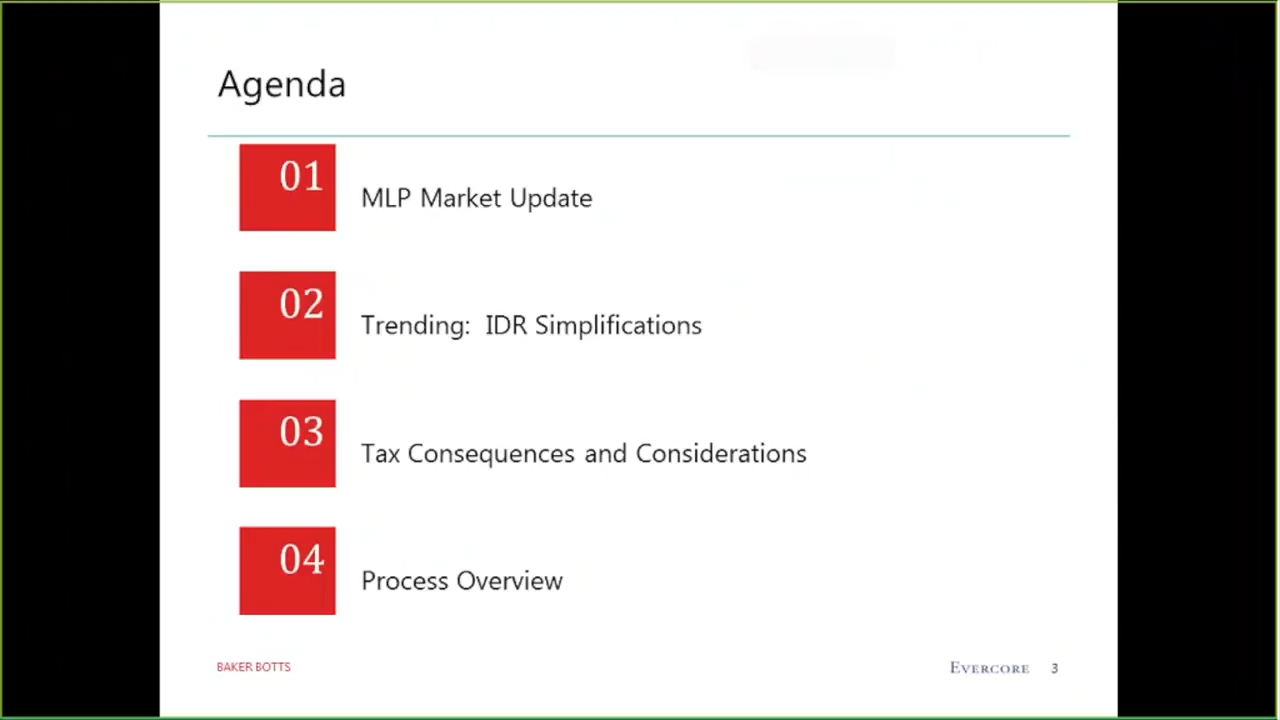 Agenda
01
MLP Market Update
02
Trending:  IDR Simplifications
03
Tax Consequences and Considerations
04
Process Overview
BAKER BOTTS
EVERCORE 3